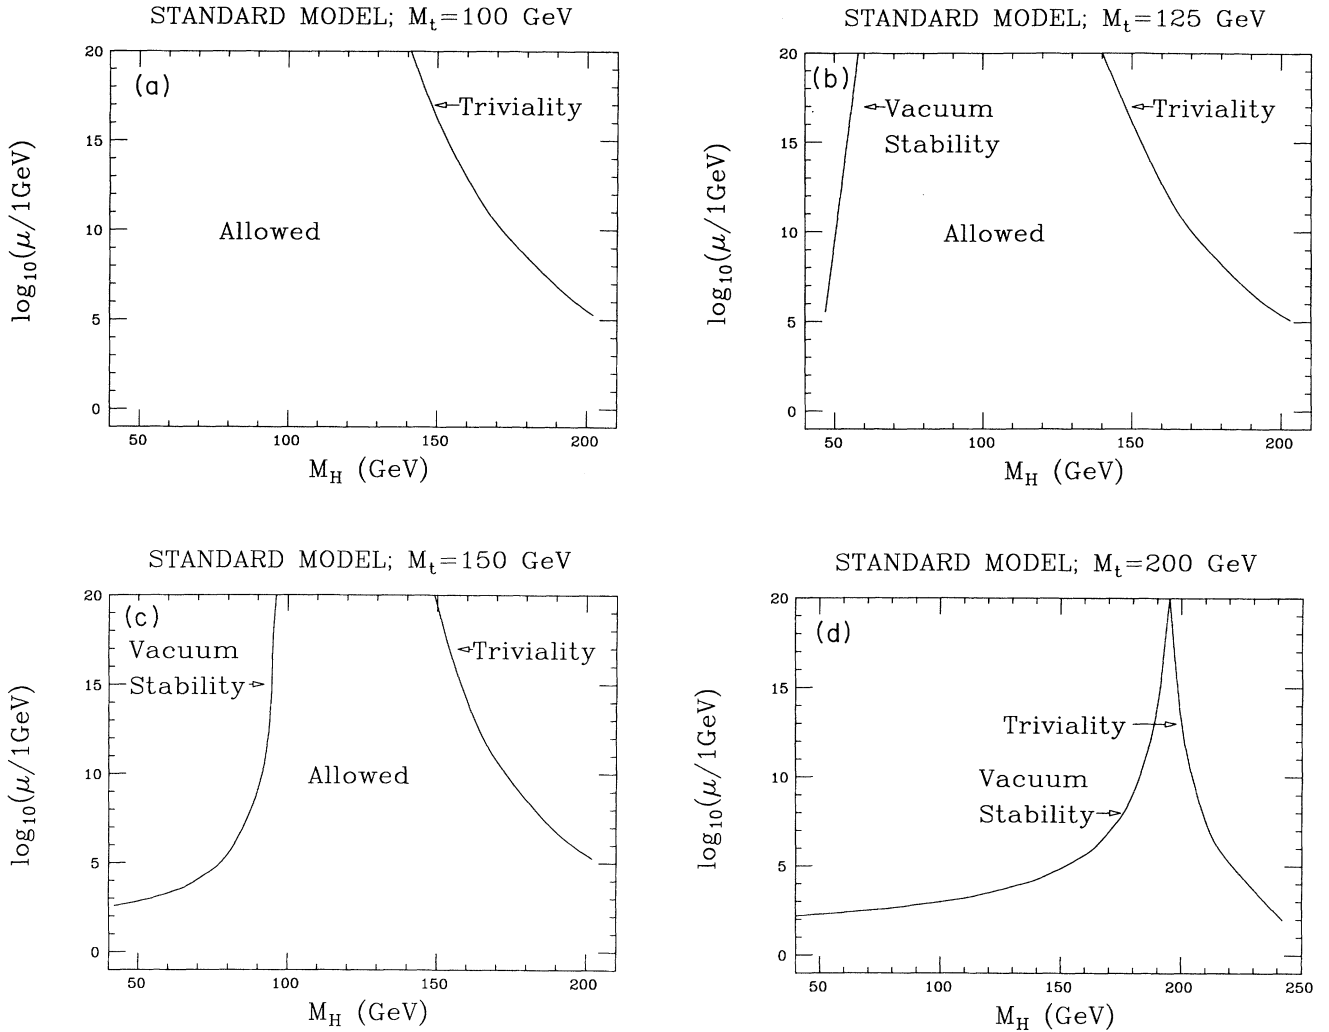 STANDARD MODEL; Mₜ=100 GeV
(a)
Triviality
Allowed
log₁₀(μ/1GeV)
20
15
10
5
0
50 100 150 200
M_H (GeV)
STANDARD MODEL; Mₜ=125 GeV
(b)
Vacuum
Stability
Triviality
Allowed
log₁₀(μ/1GeV)
20
15
10
5
0
50 100 150 200
M_H (GeV)
STANDARD MODEL; Mₜ=150 GeV
(c)
Vacuum
Stability
Triviality
Allowed
log₁₀(μ/1GeV)
20
15
10
5
0
50 100 150 200
M_H (GeV)
STANDARD MODEL; Mₜ=200 GeV
(d)
Triviality
Vacuum
Stability
log₁₀(μ/1GeV)
20
15
10
5
0
50 100 150 200 250
M_H (GeV)